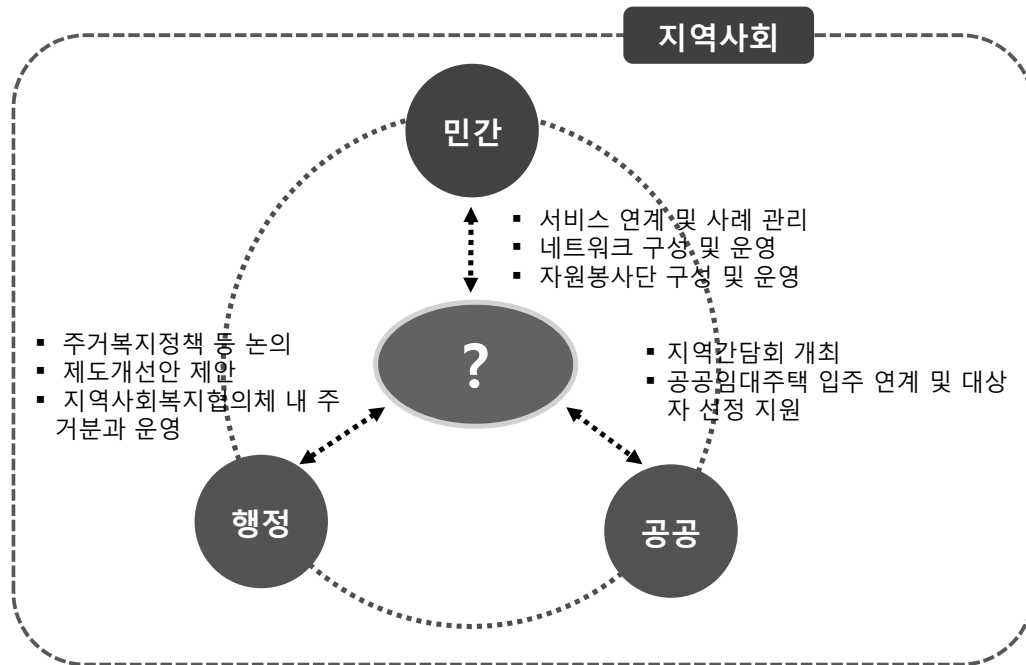 지역사회
민간
▪ 서비스 연계 및 사례 관리
▪ 네트워크 구성 및 운영
▪ 자원봉사단 구성 및 운영
?
▪ 주거복지정책 등 논의
▪ 제도개선안 제안
▪ 지역사회복지협의체 내 주
거분과 운영
▪ 지역간담회 개최
▪ 공공임대주택 입주 연계 및 대상
자 선정 지원
행정
공공